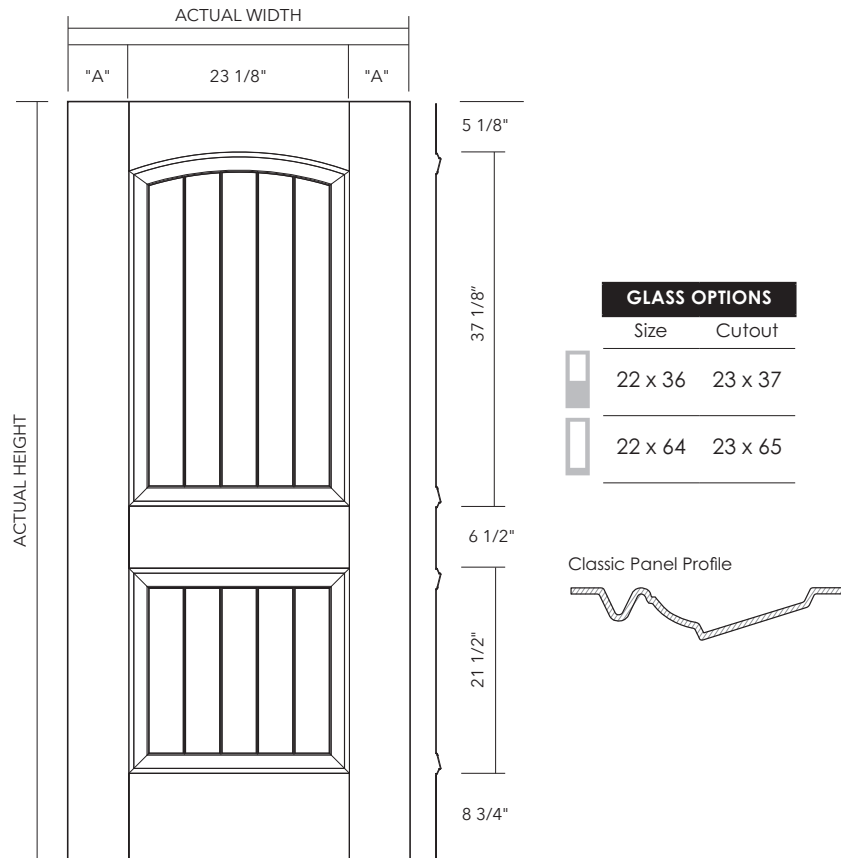 ACTUAL WIDTH
"A" 23 1/8" "A"
5 1/8"
37 1/8"
ACTUAL HEIGHT
6 1/2"
21 1/2"
8 3/4"
GLASS OPTIONS
Size Cutout
22 x 36 23 x 37
22 x 64 23 x 65
Classic Panel Profile